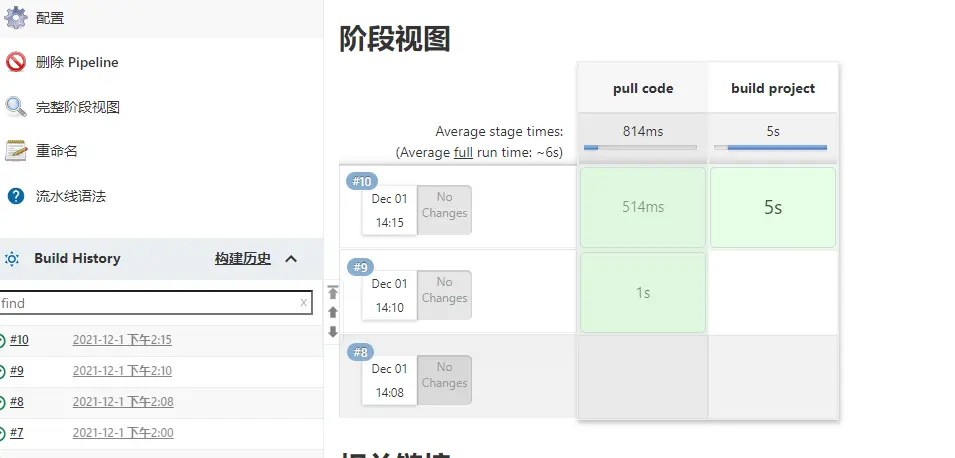 配置
删除 Pipeline
完整阶段视图
重命名
流水线语法
Build History 构建历史
find x
#10 2021-12-1 下午2:15
#9 2021-12-1 下午2:10
#8 2021-12-1 下午2:08
#7 2021-12-1 下午2:00
阶段视图
pull code build project
Average stage times: 814ms 5s
(Average full run time: ~6s)
#10
Dec 01
14:15
No
Changes
514ms 5s
#9
Dec 01
14:10
No
Changes
1s
#8
Dec 01
14:08
No
Changes